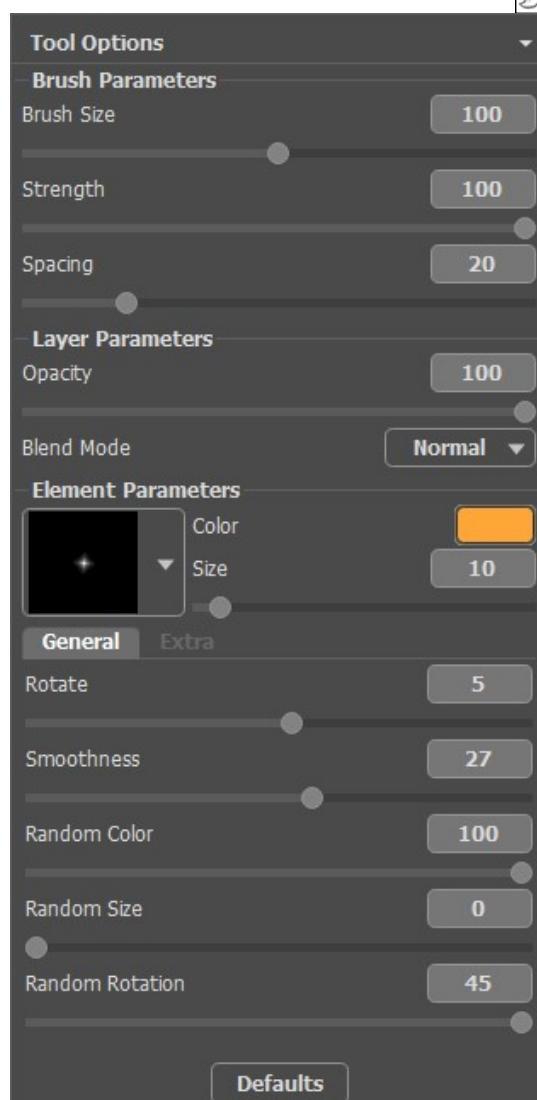 Tool Options
Brush Parameters
Brush Size 100
Strength 100
Spacing 20
Layer Parameters
Opacity 100
Blend Mode Normal
Element Parameters
Color
Size 10
General Extra
Rotate 5
Smoothness 27
Random Color 100
Random Size 0
Random Rotation 45
Defaults